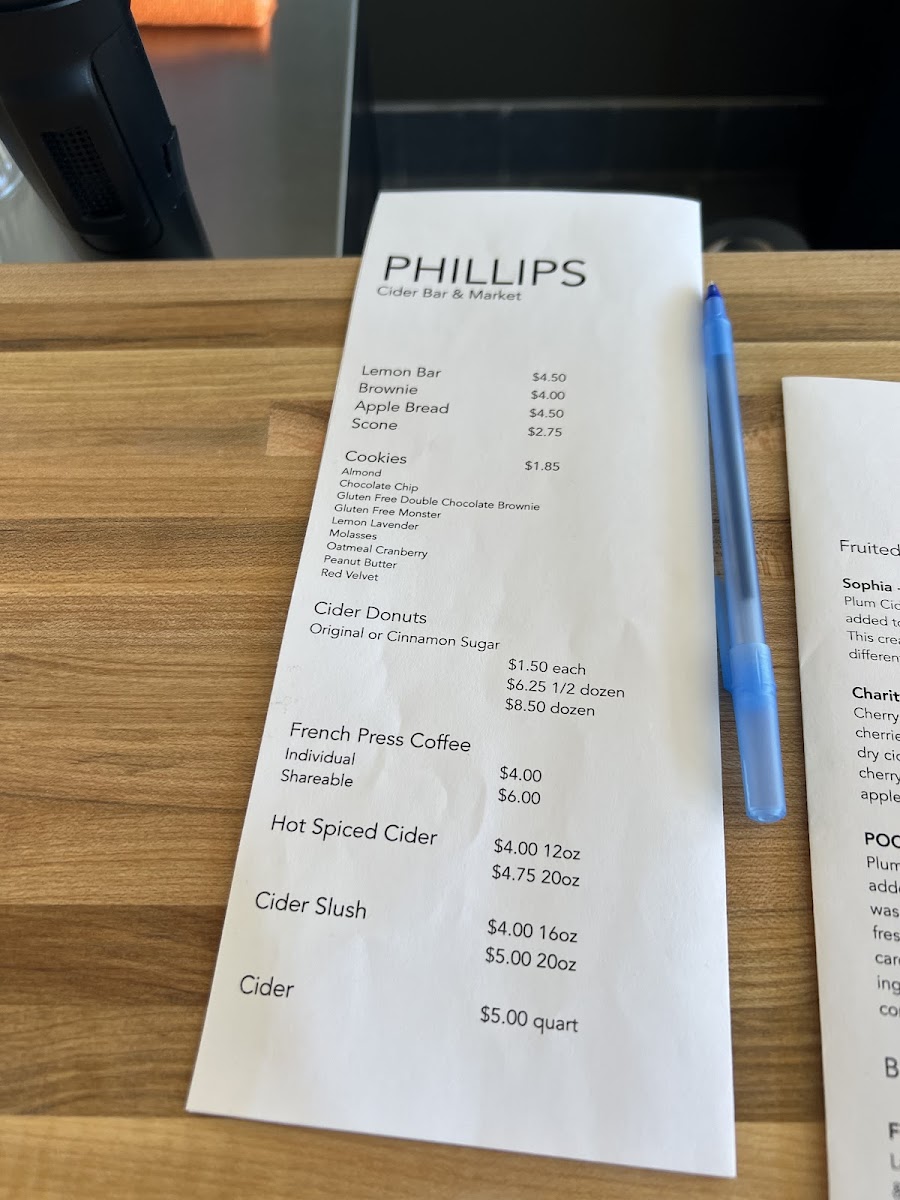 PHILLIPS
Cider Bar & Market
Lemon Bar $4.50
Brownie $4.00
Apple Bread $4.50
Scone $2.75
Cookies $1.85
Almond
Chocolate Chip
Gluten Free Double Chocolate Brownie
Gluten Free Monster
Lemon Lavender
Molasses
Oatmeal Cranberry
Peanut Butter
Red Velvet
Cider Donuts
Original or Cinnamon Sugar
$1.50 each
$6.25 1/2 dozen
$8.50 dozen
French Press Coffee
Individual $4.00
Shareable $6.00
Hot Spiced Cider $4.00 12oz
$4.75 20oz
Cider Slush $4.00 16oz
$5.00 20oz
Cider $5.00 quart
Fruited
Sophia
Plum
added
This
Cherry
dry
cherry
Plum
was